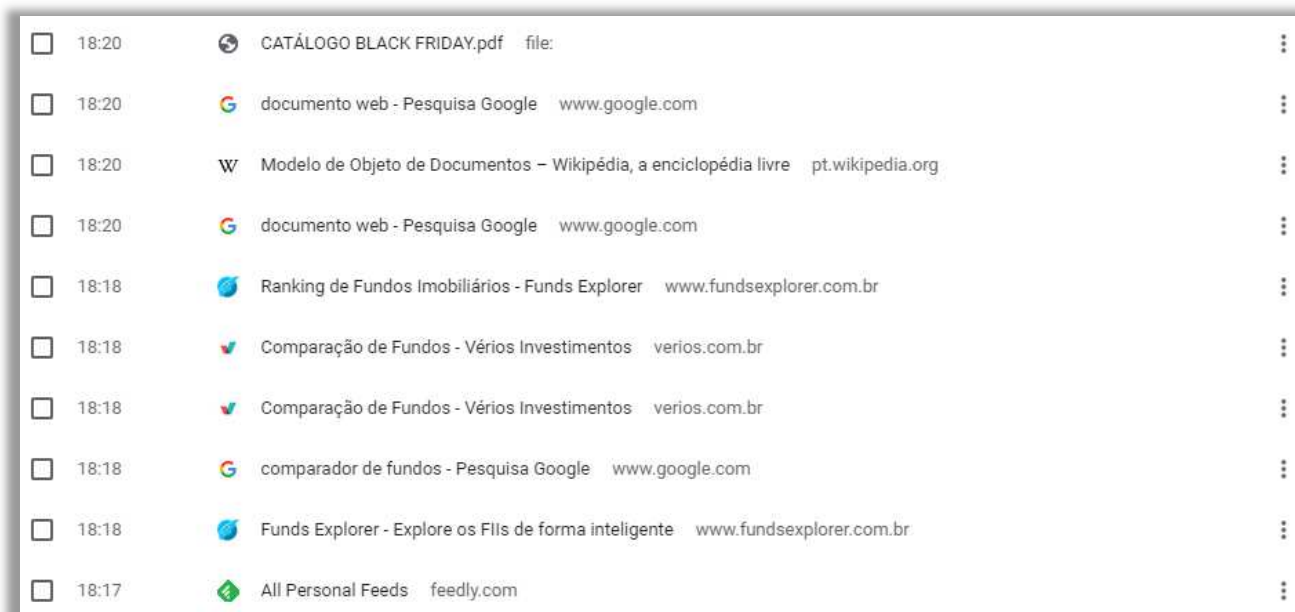 18:20 CATÁLOGO BLACK FRIDAY.pdf file:
18:20 documento web - Pesquisa Google www.google.com
18:20 W Modelo de Objeto de Documentos – Wikipédia, a enciclopédia livre pt.wikipedia.org
18:20 documento web - Pesquisa Google www.google.com
18:18 Ranking de Fundos Imobiliários - Funds Explorer www.fundsexplorer.com.br
18:18 Comparação de Fundos - Vérios Investimentos verios.com.br
18:18 Comparação de Fundos - Vérios Investimentos verios.com.br
18:18 comparador de fundos - Pesquisa Google www.google.com
18:18 Funds Explorer - Explore os FIIs de forma inteligente www.fundsexplorer.com.br
18:17 All Personal Feeds feedly.com